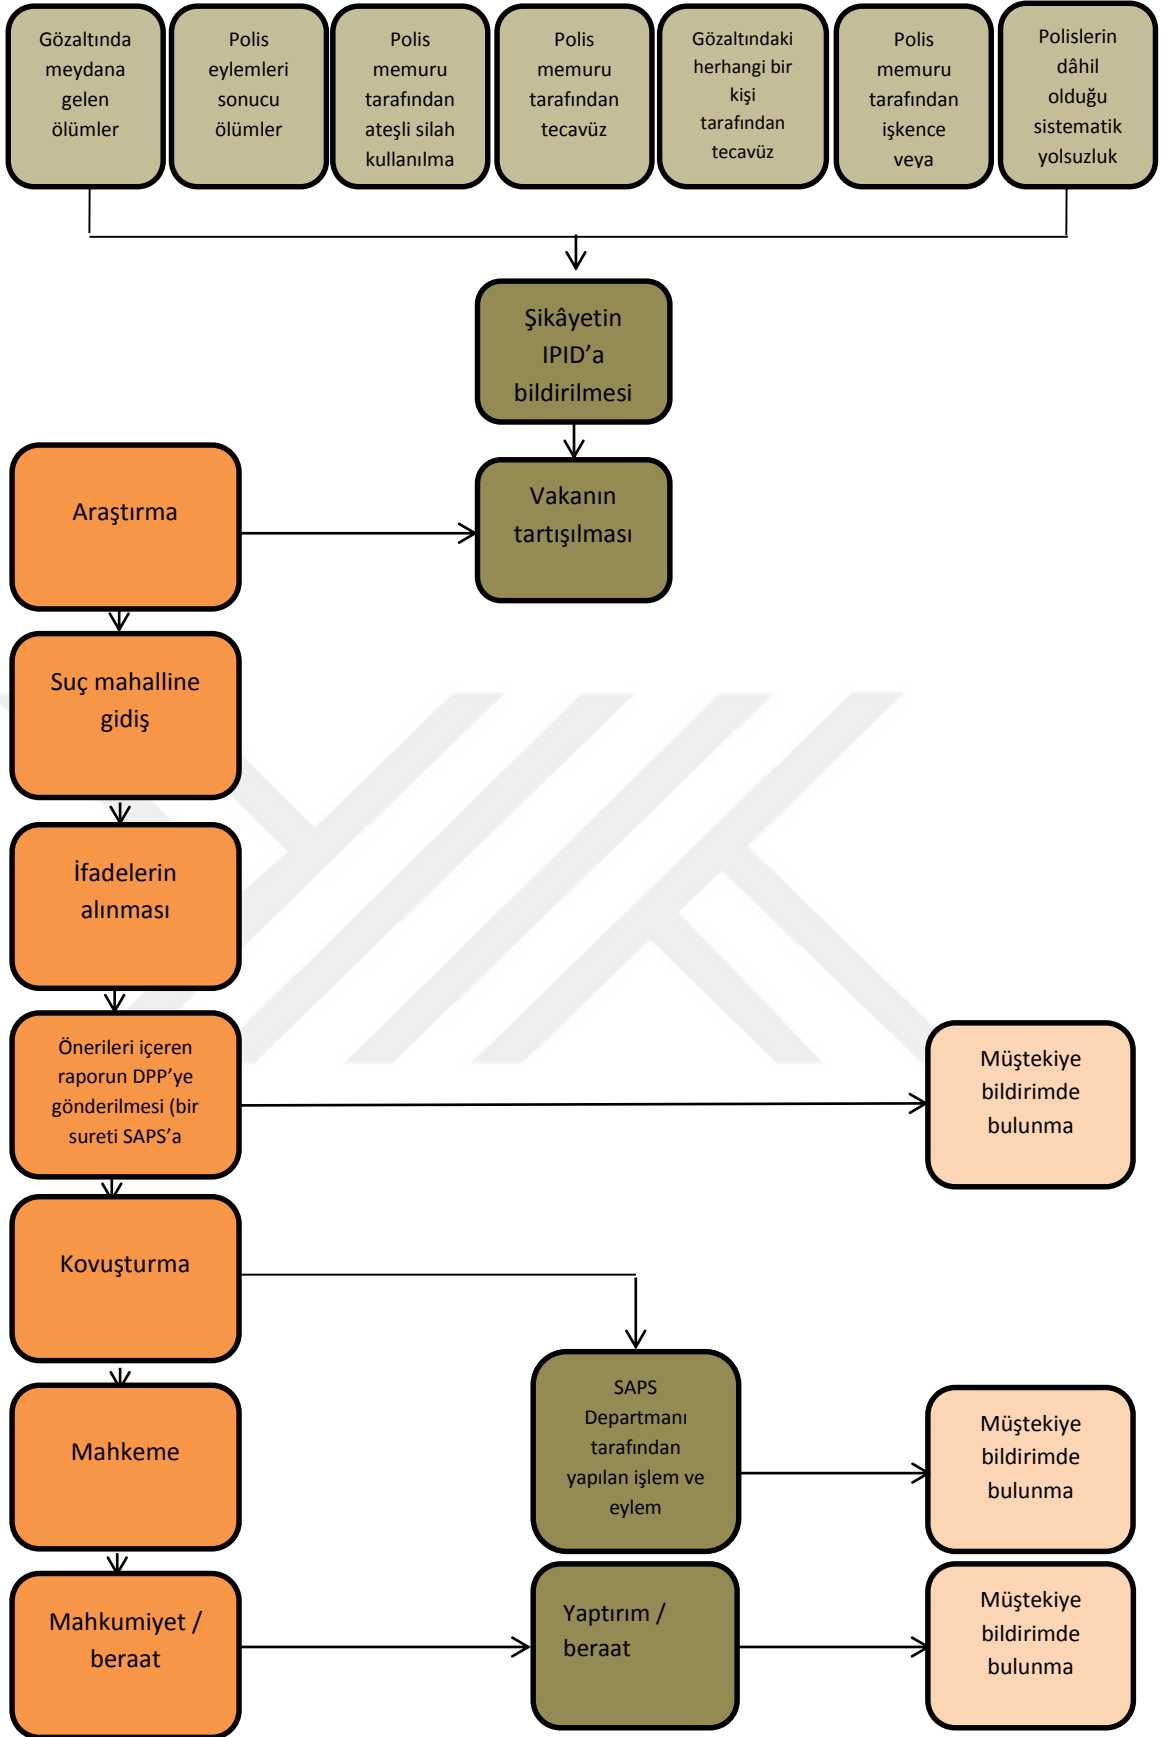 Gözaltında
meydana
gelen
ölümler
Polis
eylemleri
sonucu
ölümler
Polis
memuru
tarafından
ateşli silah
kullanılma
Polis
memuru
tarafından
tecavüz
Gözaltındaki
herhangi bir
kişi
tarafından
tecavüz
Polis
memuru
tarafından
işkence
veya
Polislerin
dâhil
olduğu
sistematik
yolsuzluk
Şikâyetin
IPID’a
bildirilmesi
Araştırma
Vakanın
tartışılması
Suç mahalline
gidiş
İfadelerin
alınması
Önerileri içeren
raporun DPP’ye
gönderilmesi (bir
sureti SAPS’a
Müştekiye
bildirimde
bulunma
Kovuşturma
SAPS
Departmanı
tarafından
yapılan işlem ve
eylem
Müştekiye
bildirimde
bulunma
Mahkeme
Mahkumiyet /
beraat
Yaptırım /
beraat
Müştekiye
bildirimde
bulunma